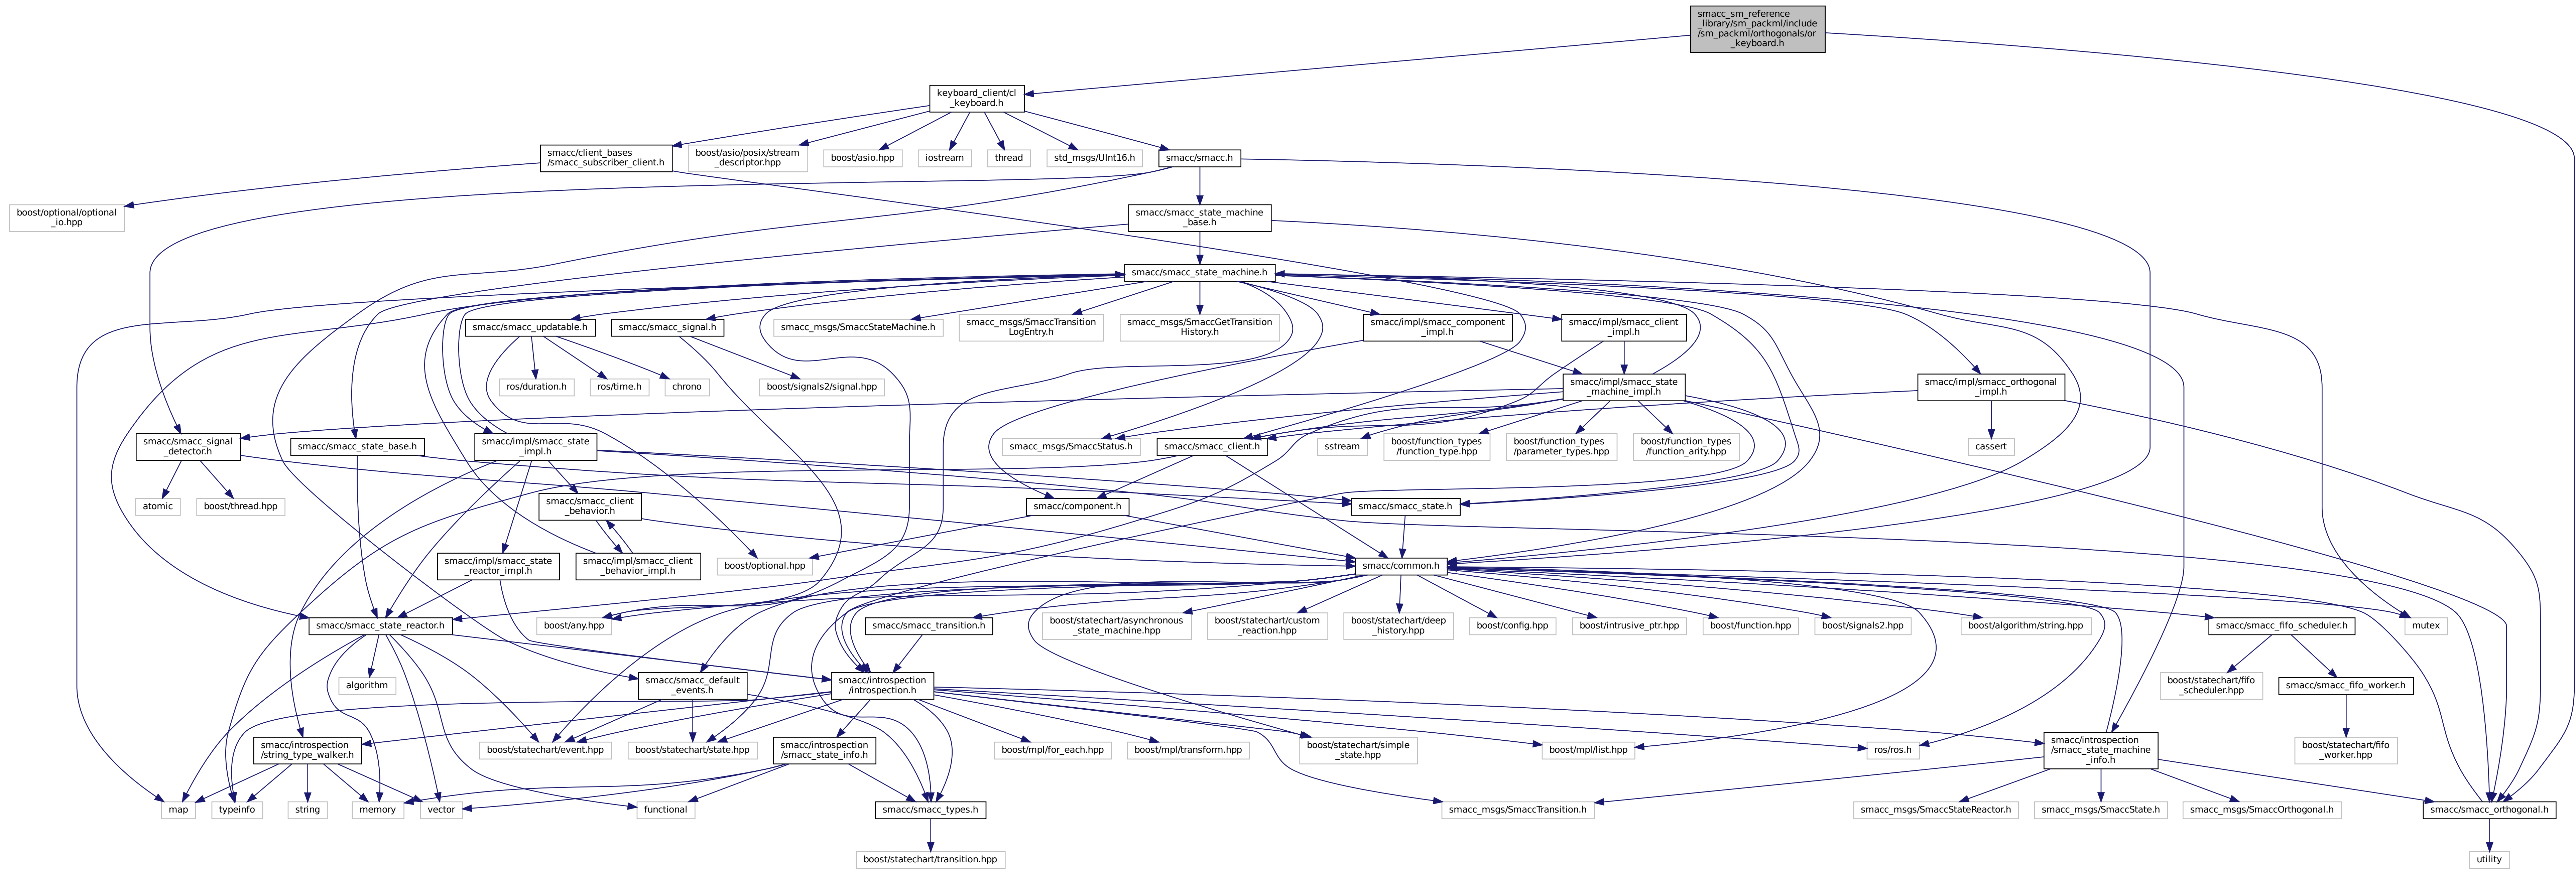 smacc_sm_reference
_library/sm_packml/include
/sm_packml/orthogonals/or
_keyboard.h
keyboard_client/cl
_keyboard.h
smacc/client_bases
/smacc_subscriber_client.h
boost/asio/posix/stream
_descriptor.hpp
boost/asio.hpp
iostream
thread
std_msgs/UInt16.h
smacc/smacc.h
boost/optional/optional
_io.hpp
smacc/smacc_state_machine
_base.h
smacc/smacc_state_machine.h
smacc/smacc_updatable.h
smacc/smacc_signal.h
smacc_msgs/SmaccStateMachine.h
smacc_msgs/SmaccTransition
LogEntry.h
smacc_msgs/SmaccGetTransition
History.h
smacc/impl/smacc_component
_impl.h
smacc/impl/smacc_client
_impl.h
ros/duration.h
ros/time.h
chrono
boost/signals2/signal.hpp
smacc/impl/smacc_state
_machine_impl.h
smacc/impl/smacc_orthogonal
_impl.h
smacc/smacc_signal
_detector.h
smacc/smacc_state_base.h
smacc/impl/smacc_state
_impl.h
smacc_msgs/SmaccStatus.h
smacc/smacc_client.h
sstream
boost/function_types
/function_type.hpp
boost/function_types
/parameter_types.hpp
boost/function_types
/function_arity.hpp
cassert
atomic
boost/thread.hpp
smacc/smacc_client
_behavior.h
smacc/component.h
smacc/smacc_state.h
smacc/impl/smacc_state
_reactor_impl.h
smacc/impl/smacc_client
_behavior_impl.h
boost/optional.hpp
smacc/common.h
smacc/smacc_state_reactor.h
boost/any.hpp
smacc/smacc_transition.h
boost/statechart/asynchronous
_state_machine.hpp
boost/statechart/custom
_reaction.hpp
boost/statechart/deep
_history.hpp
boost/config.hpp
boost/intrusive_ptr.hpp
boost/function.hpp
boost/signals2.hpp
boost/algorithm/string.hpp
smacc/smacc_fifo_scheduler.h
mutex
algorithm
smacc/smacc_default
_events.h
smacc/introspection
/introspection.h
boost/statechart/fifo
_scheduler.hpp
smacc/smacc_fifo_worker.h
smacc/introspection
/string_type_walker.h
boost/statechart/event.hpp
boost/statechart/state.hpp
smacc/introspection
/smacc_state_info.h
boost/mpl/for_each.hpp
boost/mpl/transform.hpp
boost/statechart/simple
_state.hpp
boost/mpl/list.hpp
ros/ros.h
smacc/introspection
/smacc_state_machine
_info.h
boost/statechart/fifo
_worker.hpp
map
typeinfo
string
memory
vector
functional
smacc/smacc_types.h
smacc_msgs/SmaccTransition.h
smacc_msgs/SmaccStateReactor.h
smacc_msgs/SmaccState.h
smacc_msgs/SmaccOrthogonal.h
smacc/smacc_orthogonal.h
boost/statechart/transition.hpp
utility